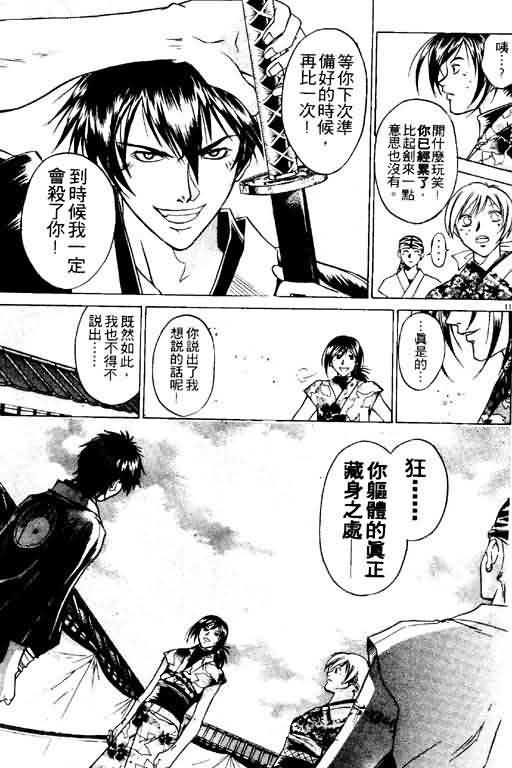 咦
…?
開什麼玩笑！
你已經累了，
比起劍來一點
意思也沒有。
…
等你下次準
備好的時候，
再比一次！
到時候我一定
會殺了你！
11
…真是的…
你說出了我
想說的話呢─
既然如此，
我也不得不
說出……
狂……
你軀體的真正
藏身之處─